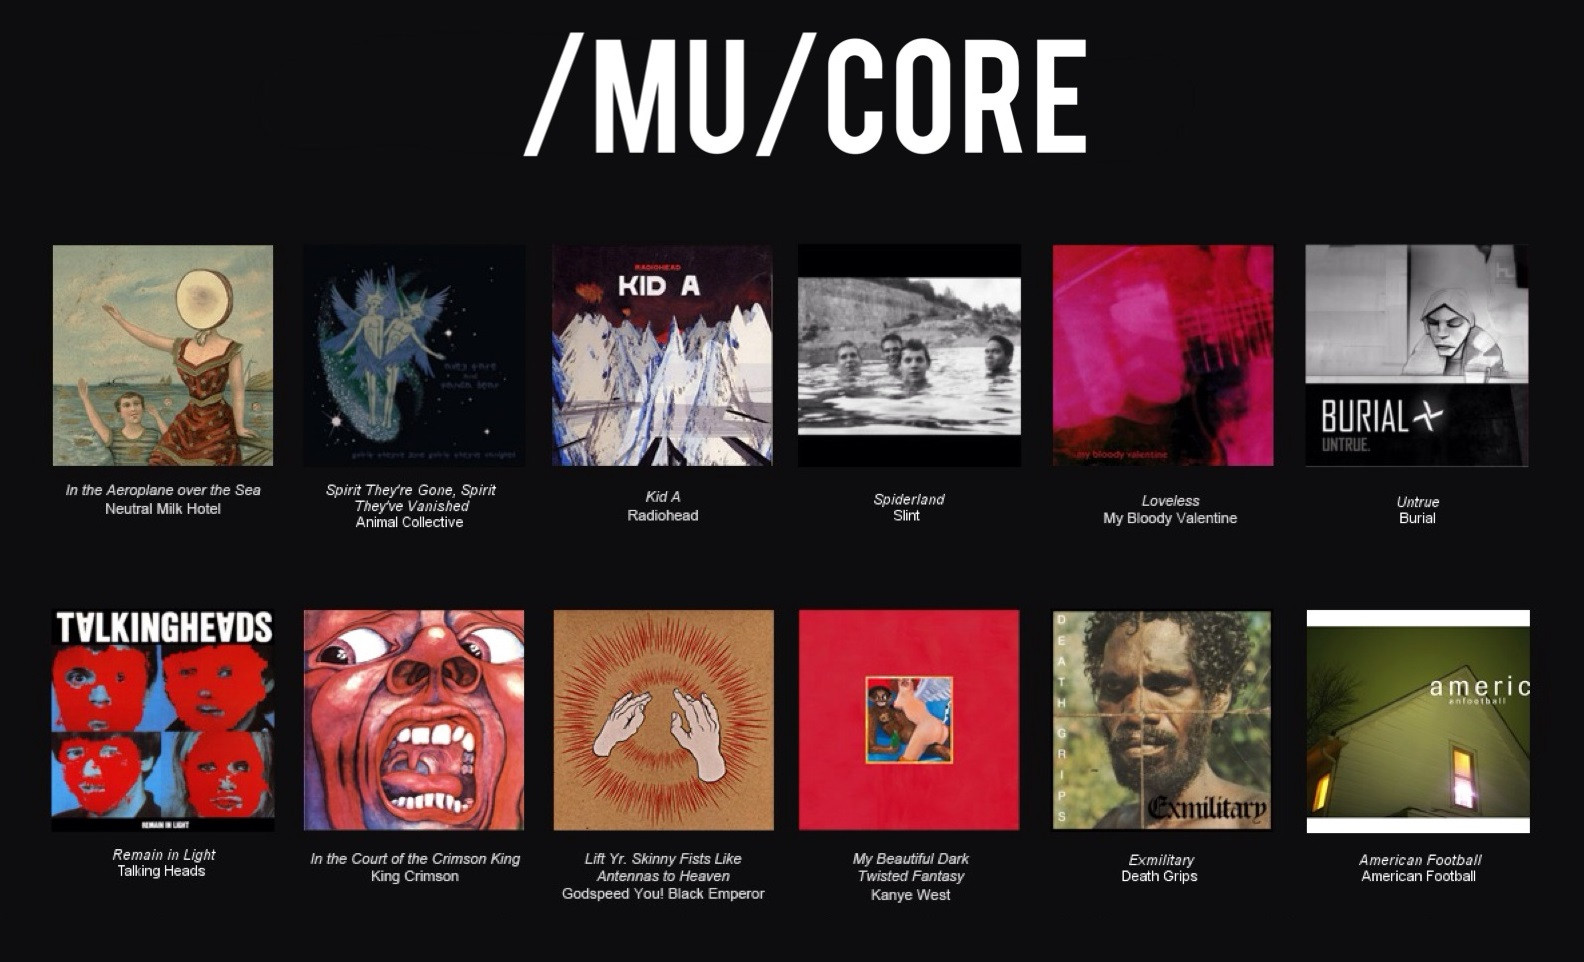 /MU/CORE
RADIOHEAD
KID A
my bloody valentine
BURIAL
UNTRUE.
In the Aeroplane over the Sea
Neutral Milk Hotel
Spirit They're Gone, Spirit
They've Vanished
Animal Collective
Kid A
Radiohead
Spiderland
Slint
Loveless
My Bloody Valentine
Untrue
Burial
TALKINGHEADS
REMAIN IN LIGHT
DEATH GRIPS
Exmilitary
americ
anfootball
Remain in Light
Talking Heads
In the Court of the Crimson King
King Crimson
Lift Yr. Skinny Fists Like
Antennas to Heaven
Godspeed You! Black Emperor
My Beautiful Dark
Twisted Fantasy
Kanye West
Exmilitary
Death Grips
American Football
American Football